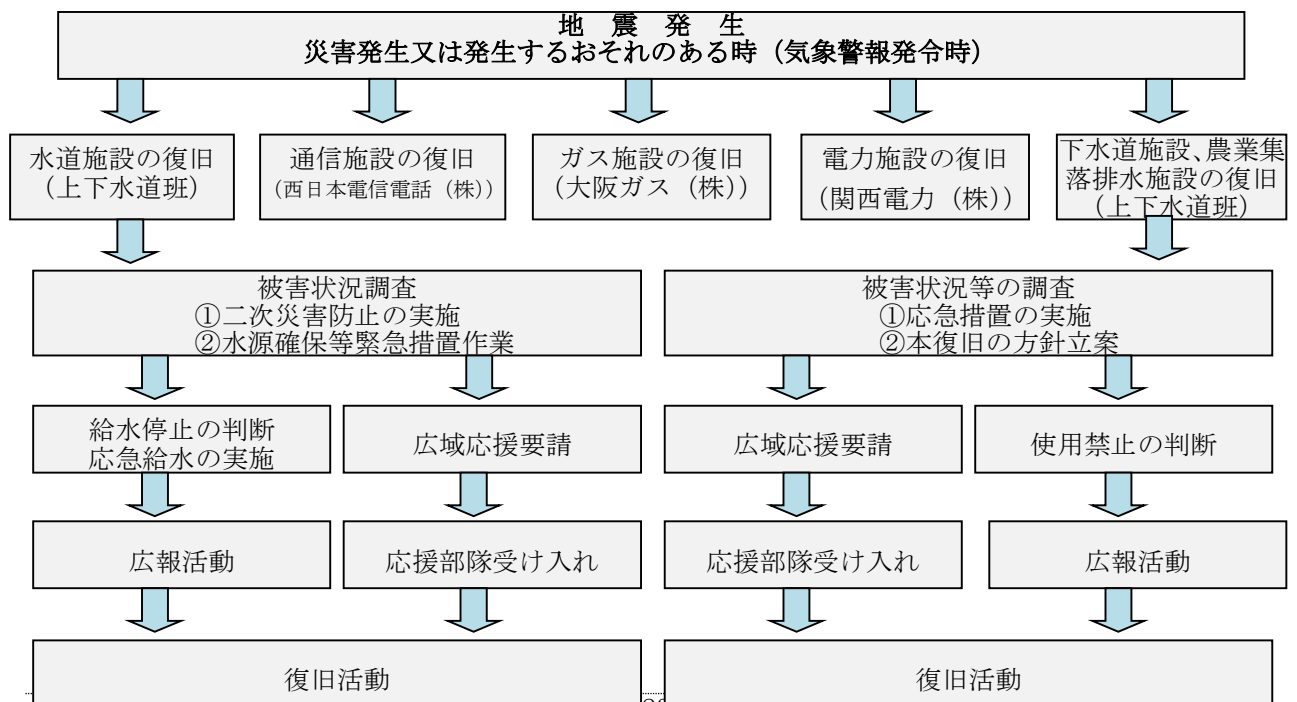 地　震　発　生
災害発生又は発生するおそれのある時（気象警報発令時）
水道施設の復旧
（上下水道班）
通信施設の復旧
（西日本電信電話（株））
ガス施設の復旧
（大阪ガス（株））
電力施設の復旧
（関西電力（株））
下水道施設、農業集
落排水施設の復旧
（上下水道班）
被害状況調査
①二次災害防止の実施
②水源確保等緊急措置作業
被害状況等の調査
①応急措置の実施
②本復旧の方針立案
給水停止の判断
応急給水の実施
広域応援要請
広域応援要請
使用禁止の判断
広報活動
応援部隊受け入れ
応援部隊受け入れ
広報活動
復旧活動
復旧活動